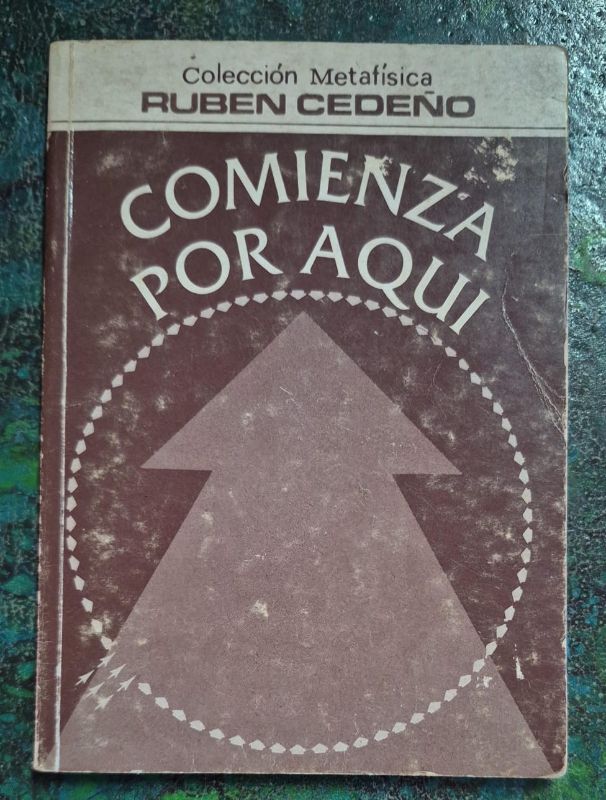 Colección Metafísica
RUBEN CEDEÑO
COMIENZA
POR AQUI